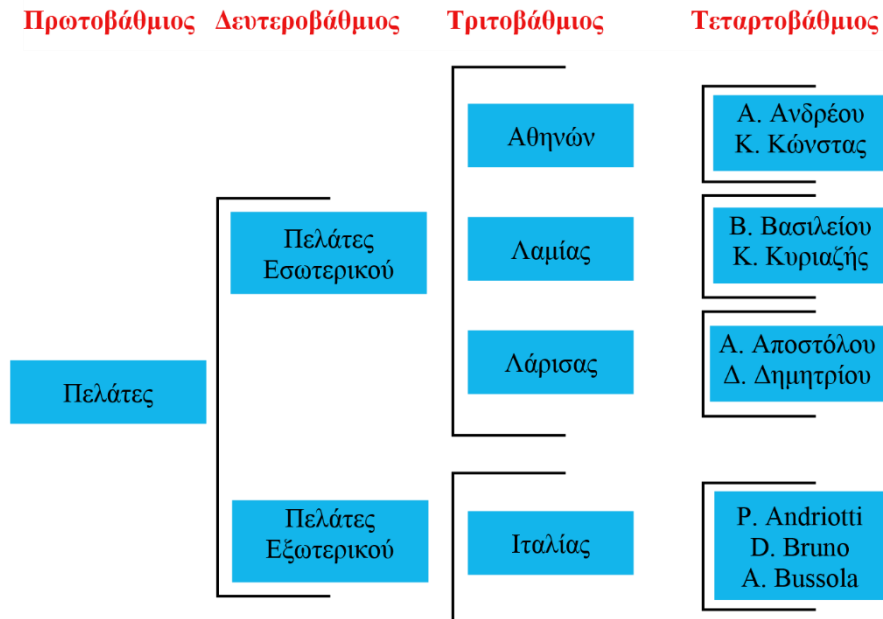 Πρωτοβάθμιος Δευτεροβάθμιος Τριτοβάθμιος Τεταρτοβάθμιος
Πελάτες
Πελάτες
Εσωτερικού
Πελάτες
Εξωτερικού
Αθηνών
Λαμίας
Λάρισας
Ιταλίας
Α. Ανδρέου
Κ. Κώνστας
Β. Βασιλείου
Κ. Κυριαζής
Α. Αποστόλου
Δ. Δημητρίου
P. Andriotti
D. Bruno
A. Bussola